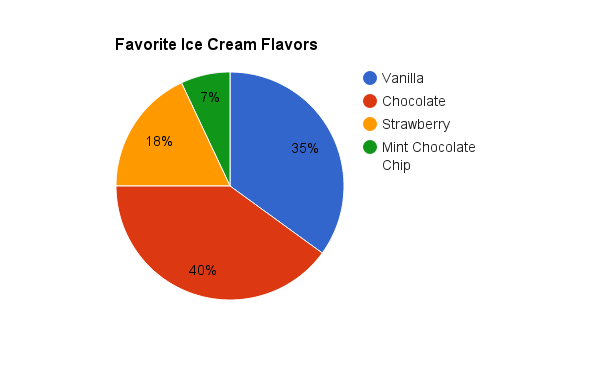 Favorite Ice Cream Flavors
Vanilla
Chocolate
Strawberry
Mint Chocolate
Chip
7%
18%
35%
40%